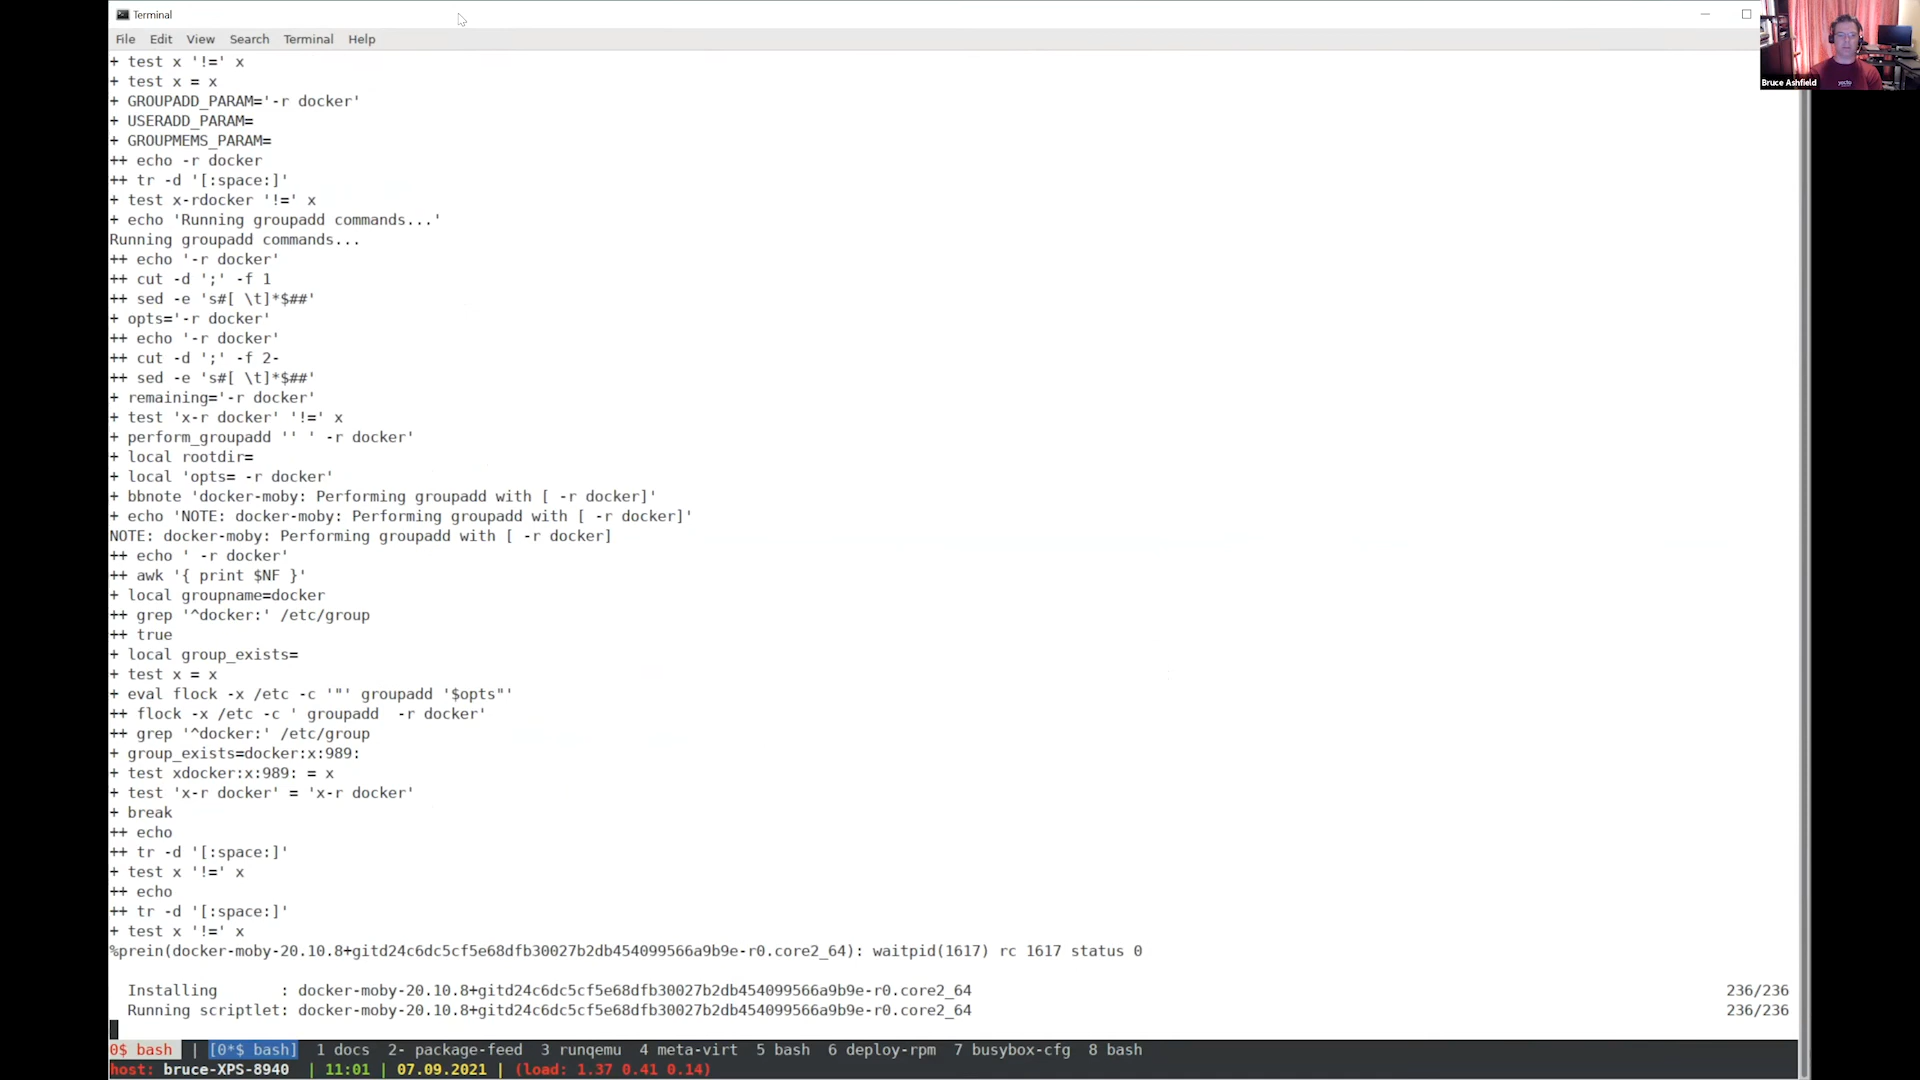 Terminal
File Edit View Search Terminal Help
+ test x '!=' x
+ test x = x
+ GROUPADD_PARAM='-r docker'
+ USERADD_PARAM=
+ GROUPMEMS_PARAM=
++ echo -r docker
++ tr -d '[:space:]'
+ test x-rdocker '!=' x
+ echo 'Running groupadd commands...'
Running groupadd commands...
++ echo '-r docker'
++ cut -d ';' -f 1
++ sed -e 's#[ \t]*$##'
+ opts='-r docker'
++ echo '-r docker'
++ cut -d ';' -f 2-
++ sed -e 's#[ \t]*$##'
+ remaining='-r docker'
+ test 'x-r docker' '!=' x
+ perform_groupadd '' ' -r docker'
+ local rootdir=
+ local 'opts= -r docker'
+ bbnote 'docker-moby: Performing groupadd with [ -r docker]'
+ echo 'NOTE: docker-moby: Performing groupadd with [ -r docker]'
NOTE: docker-moby: Performing groupadd with [ -r docker]
++ echo ' -r docker'
++ awk '{ print $NF }'
+ local groupname=docker
++ grep '^docker:' /etc/group
++ true
+ local group_exists=
+ test x = x
+ eval flock -x /etc -c '"' groupadd '$opts"'
++ flock -x /etc -c ' groupadd  -r docker'
++ grep '^docker:' /etc/group
+ group_exists=docker:x:989:
+ test xdocker:x:989: = x
+ test 'x-r docker' = 'x-r docker'
+ break
++ echo
++ tr -d '[:space:]'
+ test x '!=' x
++ echo
++ tr -d '[:space:]'
+ test x '!=' x
%prein(docker-moby-20.10.8+gitd24c6dc5cf5e68dfb30027b2db454099566a9b9e-r0.core2_64): waitpid(1617) rc 1617 status 0
Installing : docker-moby-20.10.8+gitd24c6dc5cf5e68dfb30027b2db454099566a9b9e-r0.core2_64 236/236
Running scriptlet: docker-moby-20.10.8+gitd24c6dc5cf5e68dfb30027b2db454099566a9b9e-r0.core2_64 236/236
0$ bash | [0*$ bash] 1 docs 2- package-feed 3 runqemu 4 meta-virt 5 bash 6 deploy-rpm 7 busybox-cfg 8 bash
host: bruce-XPS-8940 | 11:01 | 07.09.2021 | (load: 1.37 0.41 0.14)
Bruce Ashfield
yocto